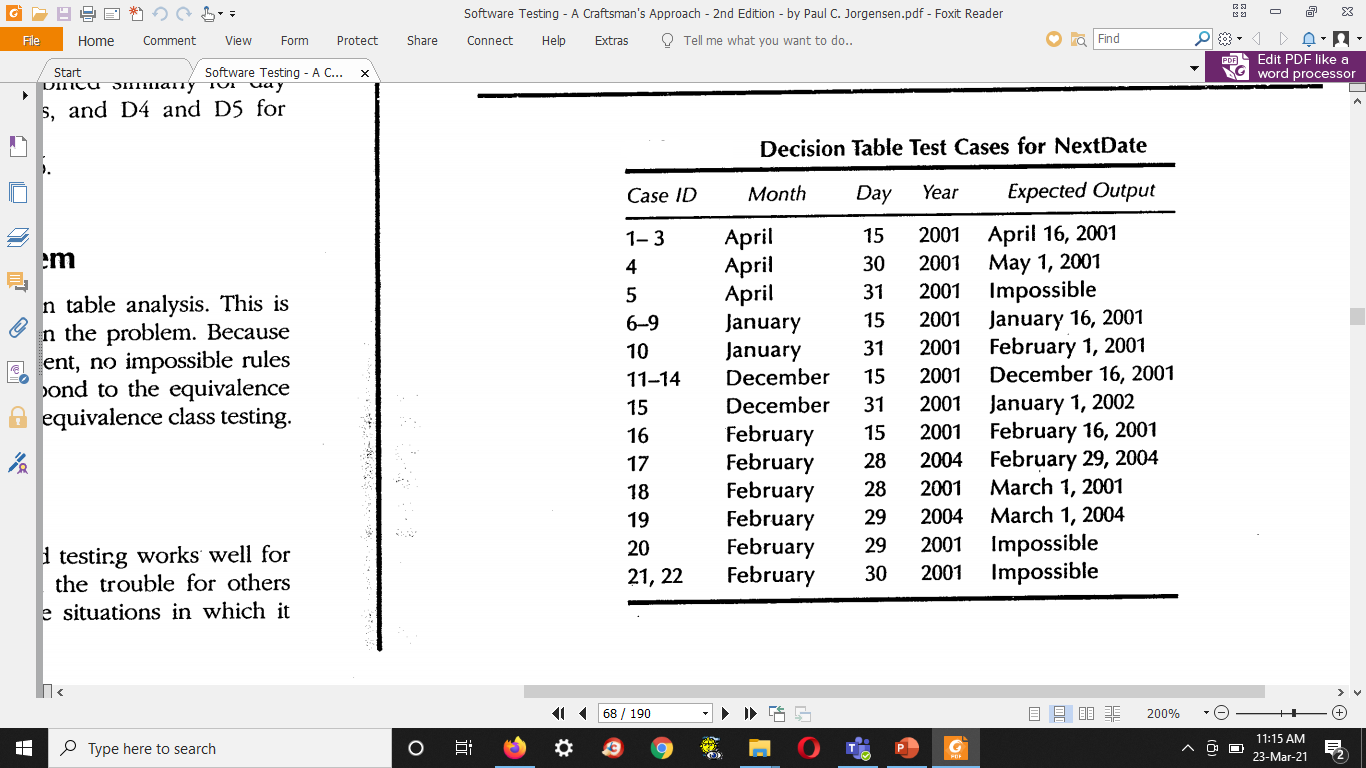 Software Testing - A Craftsman's Approach - 2nd Edition - by Paul C. Jorgensen.pdf - Foxit Reader
File Home Comment View Form Protect Share Connect Help Extras Tell me what you want to do.. Find
Start Software Testing - A C... × Edit PDF like a
word processor
s, and D4 and D5 for
em
n table analysis. This is
n the problem. Because
ent, no impossible rules
pond to the equivalence
equivalence class testing.
d testing works well for
the trouble for others
e situations in which it
Decision Table Test Cases for NextDate
Case ID Month Day Year Expected Output
1– 3 April 15 2001 April 16, 2001
4 April 30 2001 May 1, 2001
5 April 31 2001 Impossible
6–9 January 15 2001 January 16, 2001
10 January 31 2001 February 1, 2001
11–14 December 15 2001 December 16, 2001
15 December 31 2001 January 1, 2002
16 February 15 2001 February 16, 2001
17 February 28 2004 February 29, 2004
18 February 28 2001 March 1, 2001
19 February 29 2004 March 1, 2004
20 February 29 2001 Impossible
21, 22 February 30 2001 Impossible
68 / 190 200%
Type here to search 11:15 AM
23-Mar-21 2